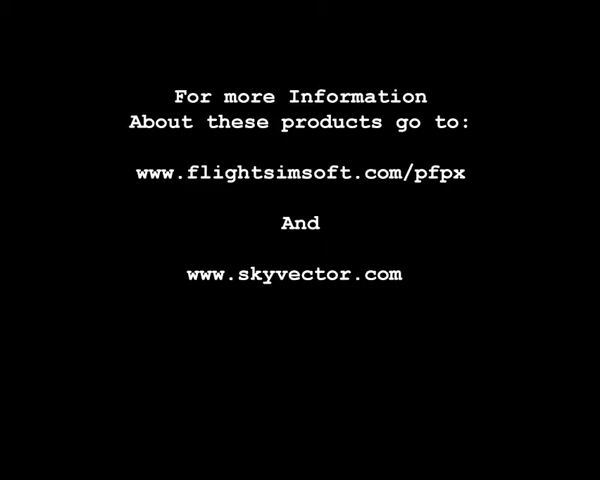 For more Information
About these products go to:
www.flightsimsoft.com/pfpx
And
www.skyvector.com